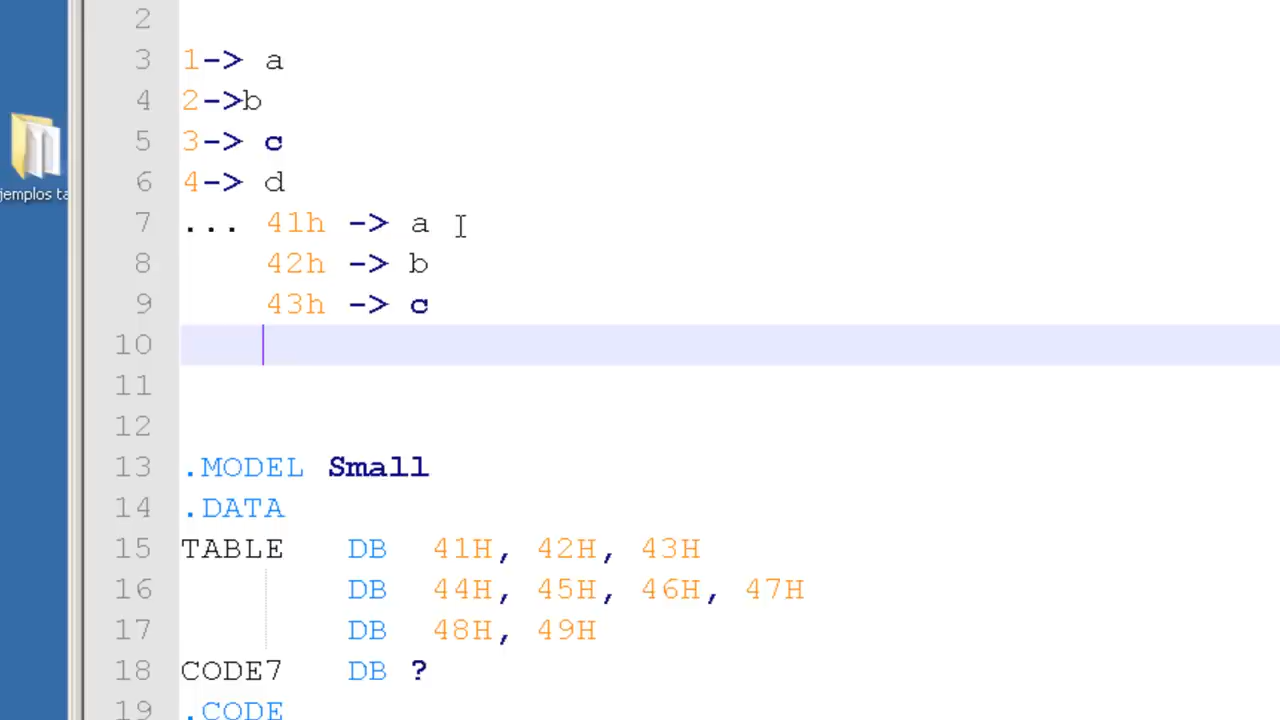 2
3 1-> a
4 2->b
5 3-> c
6 4-> d
7 ... 41h -> a
8 42h -> b
9 43h -> c
10
11
12
13 .MODEL Small
14 .DATA
15 TABLE DB 41H, 42H, 43H
16 DB 44H, 45H, 46H, 47H
17 DB 48H, 49H
18 CODE7 DB ?
19 .CODE
jemplos ta